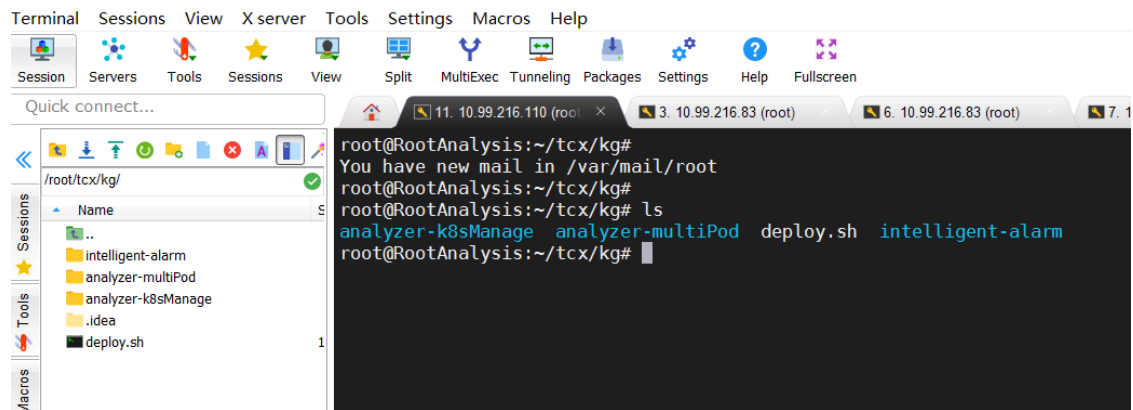 Terminal Sessions View X server Tools Settings Macros Help
Session Servers Tools Sessions View Split MultiExec Tunneling Packages Settings Help Fullscreen
Quick connect...
11. 10.99.216.110 (root
3. 10.99.216.83 (root)
6. 10.99.216.83 (root)
7. 1
/root/tcx/kg/
Name S
..
intelligent-alarm
analyzer-multiPod
analyzer-k8sManage
.idea
deploy.sh 1
Sessions
Tools
Macros
root@RootAnalysis:~/tcx/kg#
You have new mail in /var/mail/root
root@RootAnalysis:~/tcx/kg#
root@RootAnalysis:~/tcx/kg# ls
analyzer-k8sManage analyzer-multiPod deploy.sh intelligent-alarm
root@RootAnalysis:~/tcx/kg#